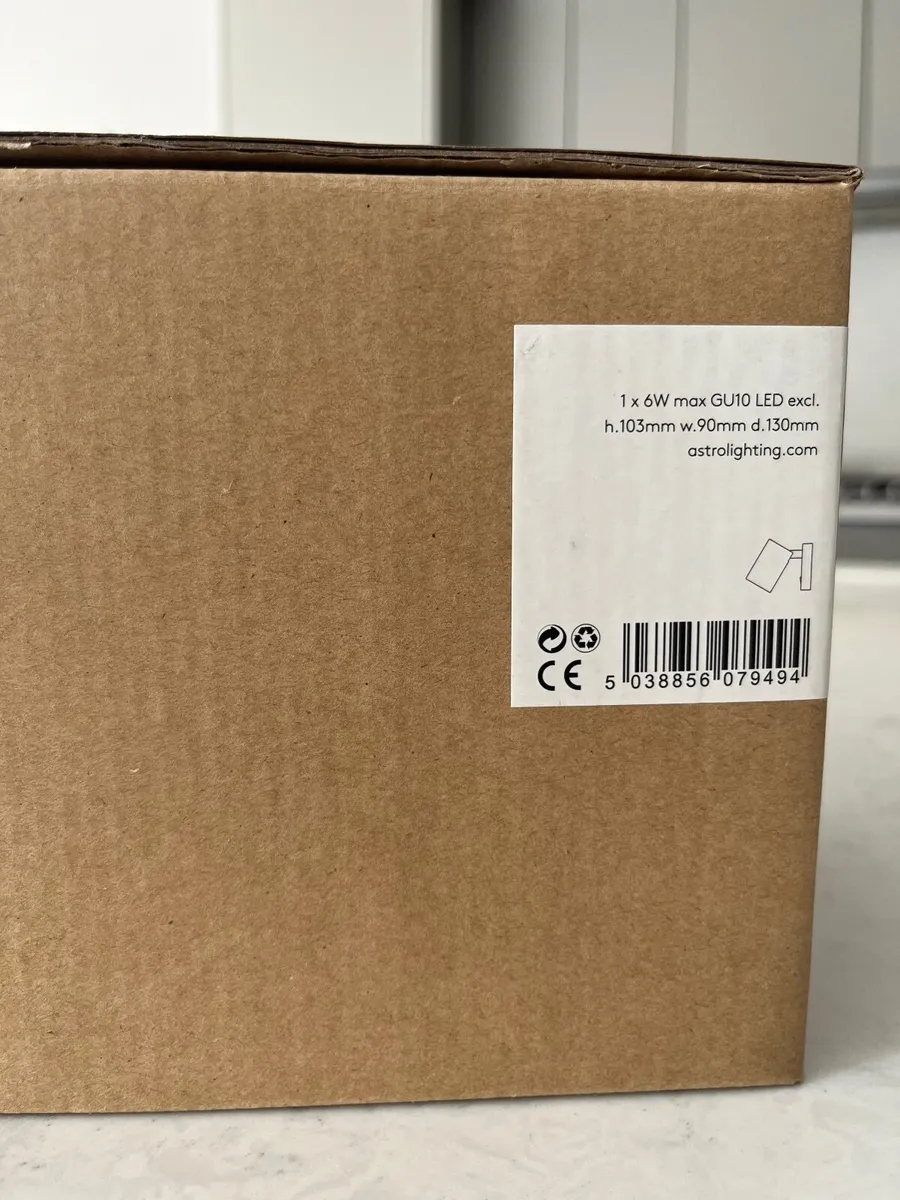 1 x 6W max GU10 LED excl.
h.103mm w.90mm d.130mm
astrolighting.com
CE
5 038856 079494